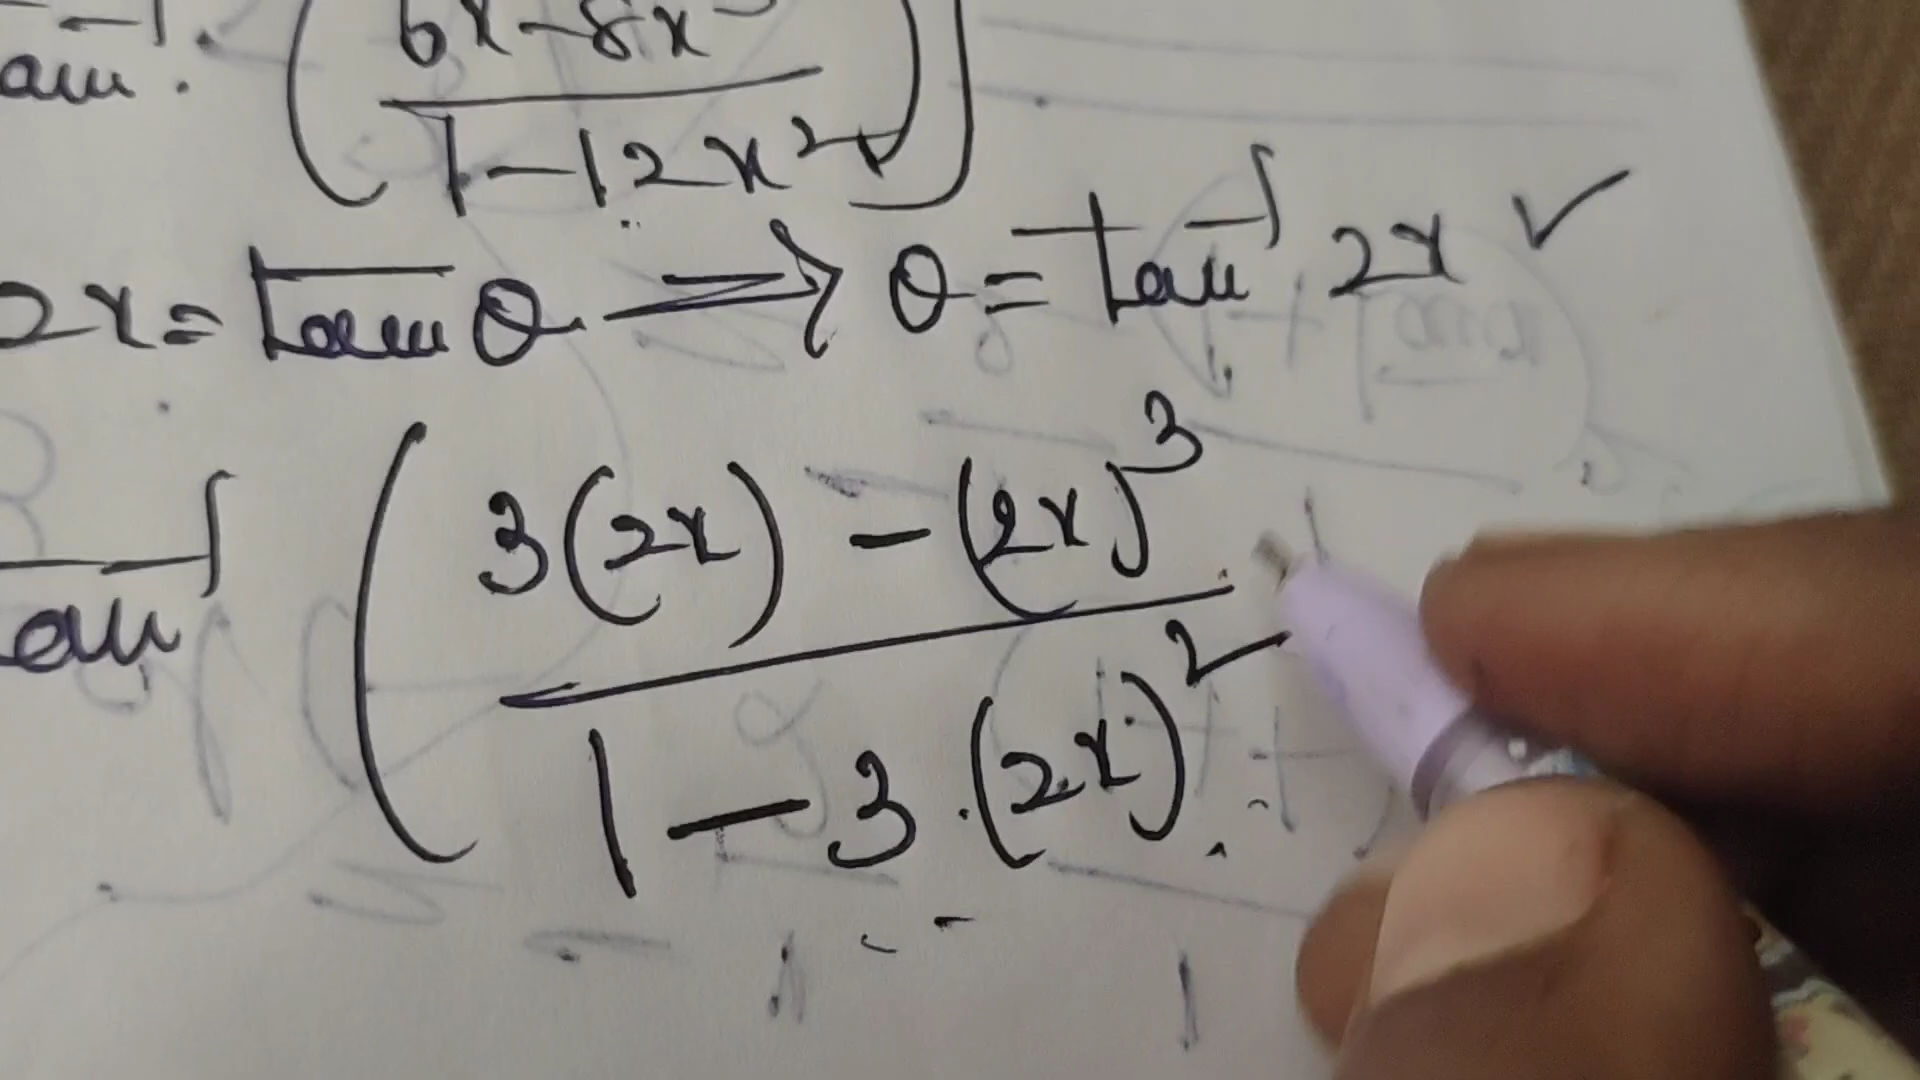 tan⁻¹ ( (6x-8x³)/(1-12x²) ) ]
2x = Tanθ ⟹ θ = Tan⁻¹ 2x ✓
Tan⁻¹ ( (3(2x) - (2x)³)/(1-3.(2x)²)